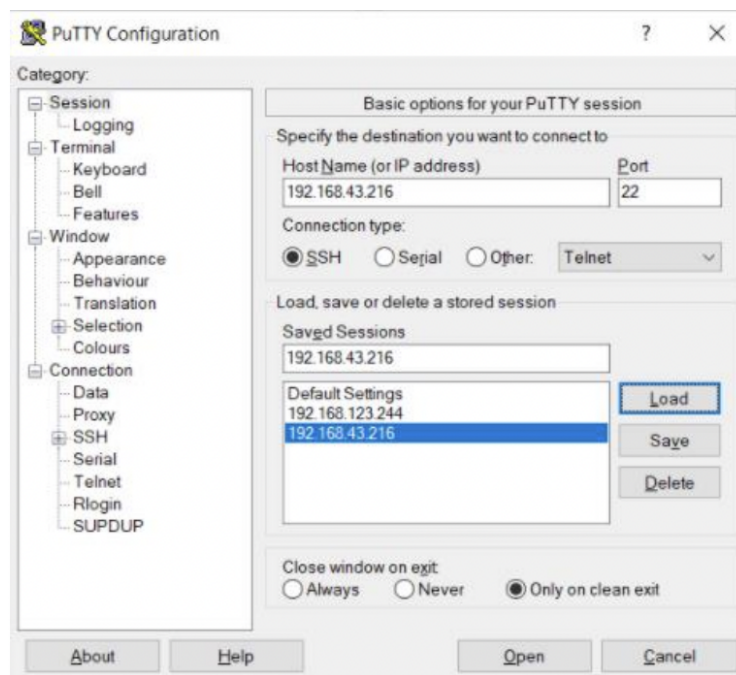 PuTTY Configuration
?
Category:
Session
Logging
Terminal
Keyboard
Bell
Features
Window
Appearance
Behaviour
Translation
Selection
Colours
Connection
Data
Proxy
SSH
Serial
Telnet
Rlogin
SUPDUP
Basic options for your PuTTY session
Specify the destination you want to connect to
Host Name (or IP address) Port
192.168.43.216 22
Connection type:
SSH Serial Other: Telnet
Load, save or delete a stored session
Saved Sessions
192.168.43.216
Default Settings
192.168.123.244
192.168.43.216
Load
Save
Delete
Close window on exit
Always Never Only on clean exit
About Help Open Cancel